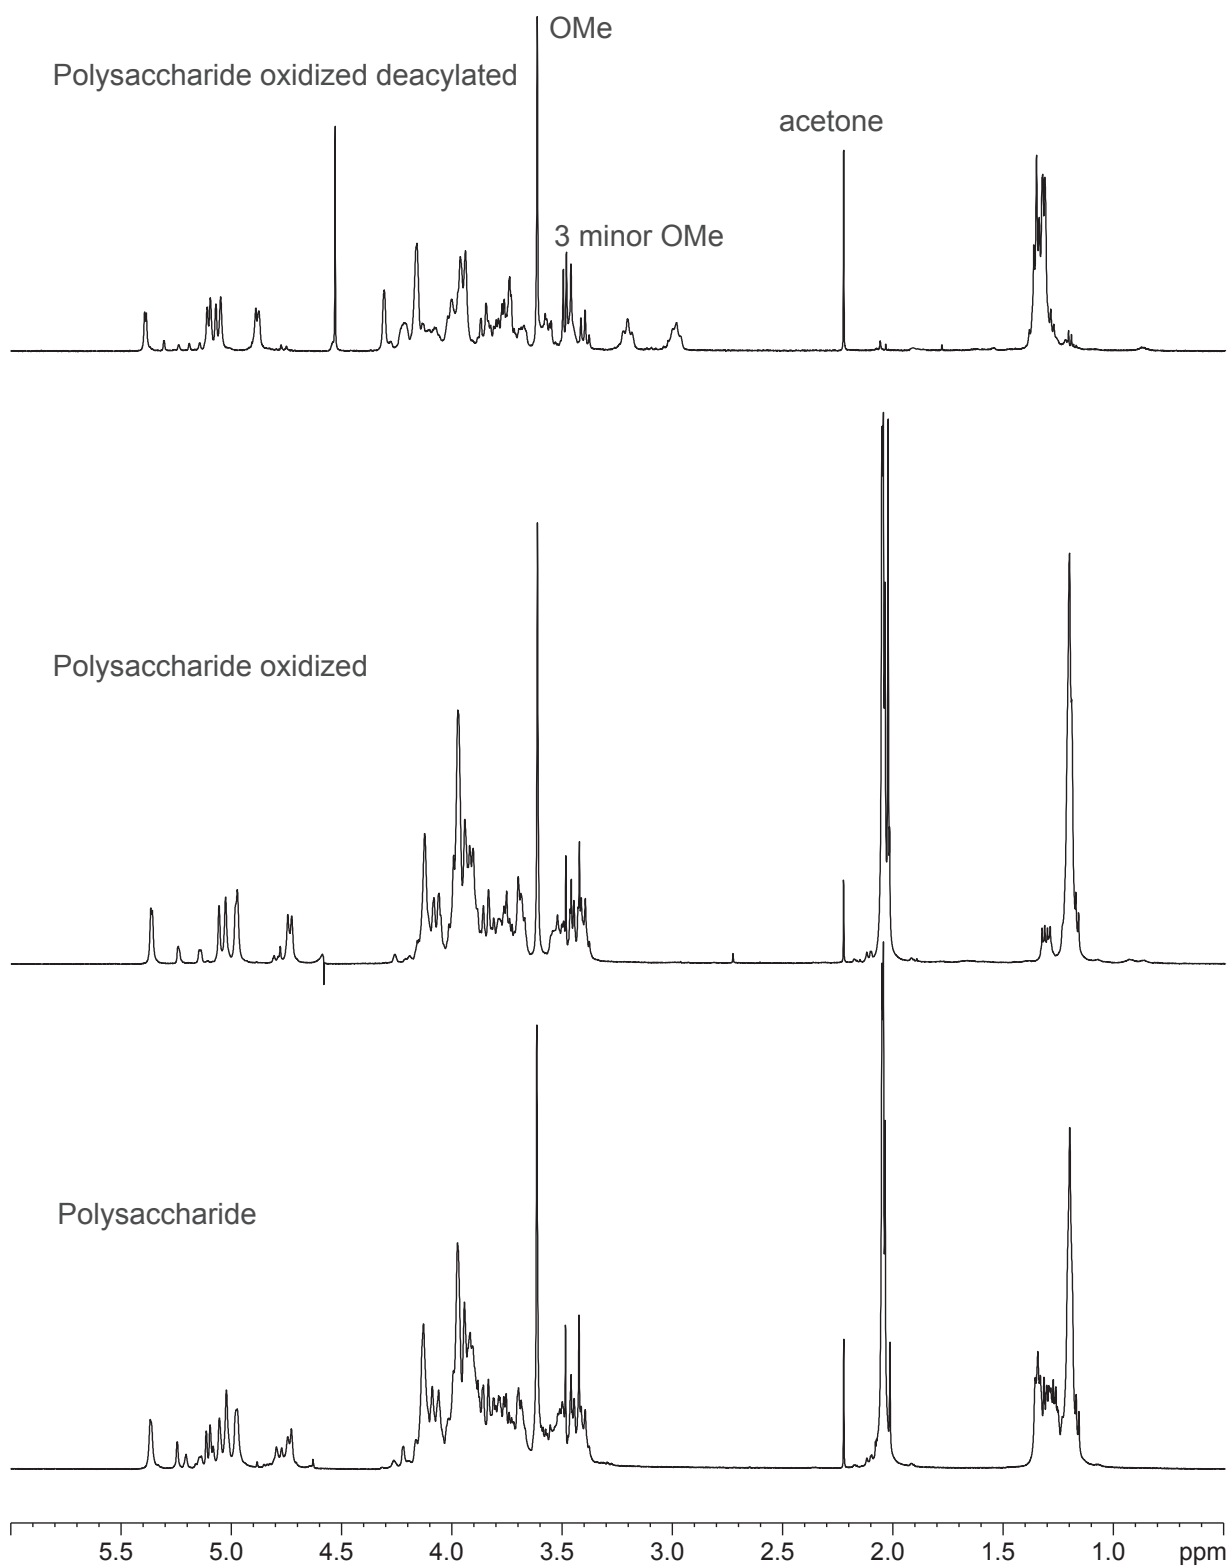 OMe
Polysaccharide oxidized deacylated
acetone
3 minor OMe
Polysaccharide oxidized
Polysaccharide
5.5 5.0 4.5 4.0 3.5 3.0 2.5 2.0 1.5 1.0 ppm